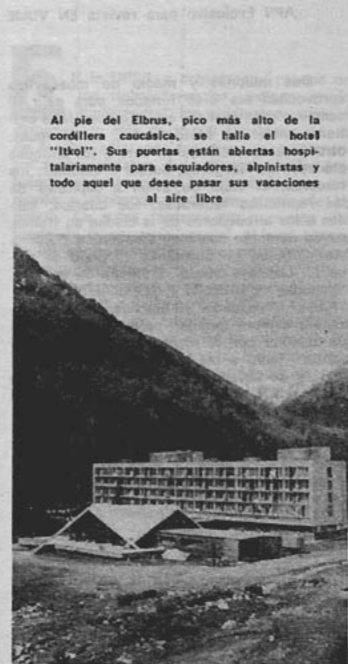 Al pie del Elbrus, pico más alto de la
cordillera caucásica, se halla el hotel
"Itkol". Sus puertas están abiertas hospi-
talariamente para esquiadores, alpinistas y
todo aquel que desee pasar sus vacaciones
al aire libre